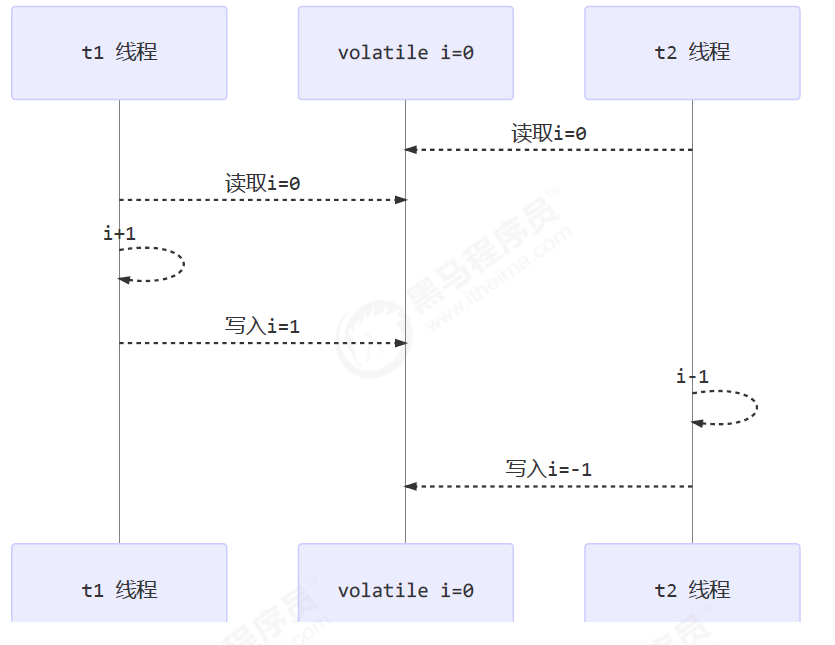 t1 线程
volatile i=0
t2 线程
读取i=0
读取i=0
i+1
写入i=1
i-1
写入i=-1
t1 线程
volatile i=0
t2 线程
黑马程序员™
www.itheima.com